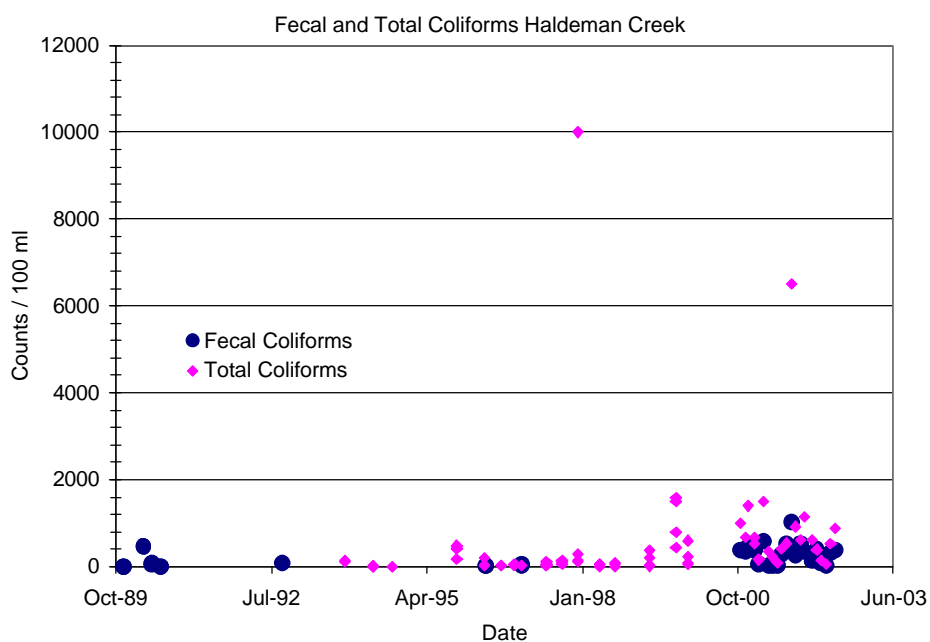 Fecal and Total Coliforms Haldeman Creek
12000
10000
8000
6000
4000
2000
0
Counts / 100 ml
Fecal Coliforms
Total Coliforms
Oct-89 Jul-92 Apr-95 Jan-98 Oct-00 Jun-03
Date